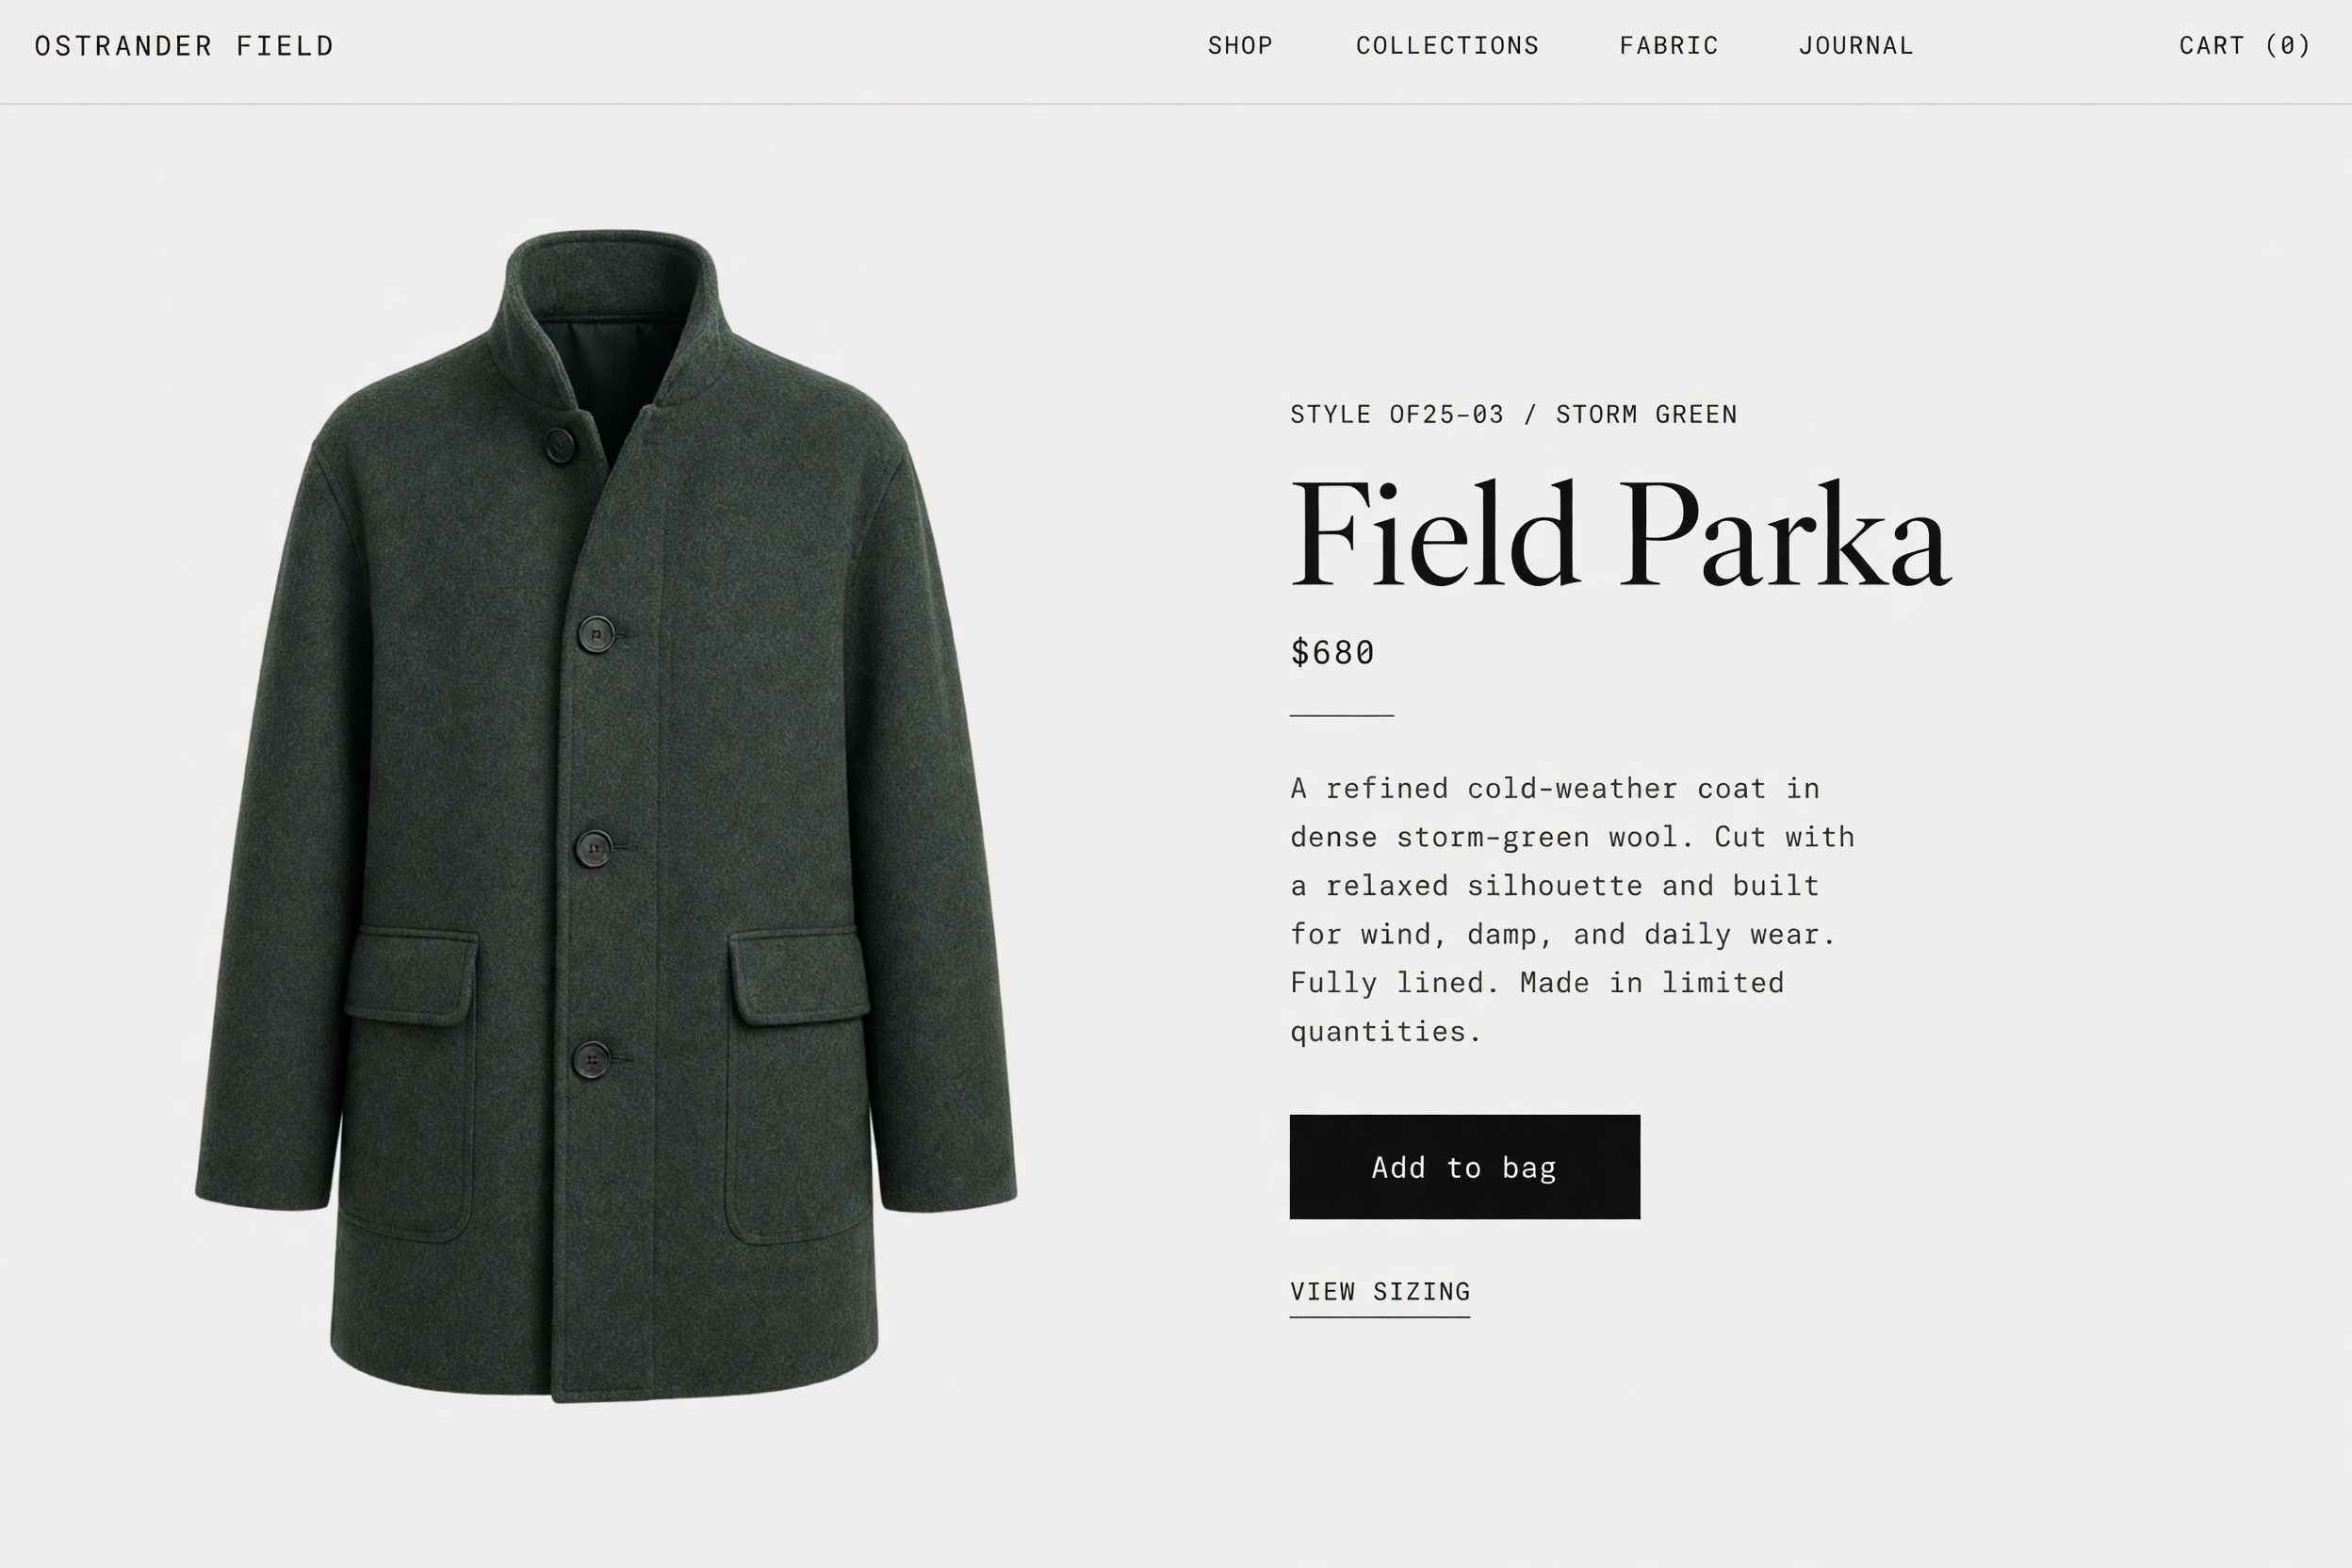 OSTRANDER FIELD
SHOP
COLLECTIONS
FABRIC
JOURNAL
CART (0)
STYLE OF25–03 / STORM GREEN
Field Parka
$680
A refined cold–weather coat in
dense storm–green wool. Cut with
a relaxed silhouette and built
for wind, damp, and daily wear.
Fully lined. Made in limited
quantities.
Add to bag
VIEW SIZING